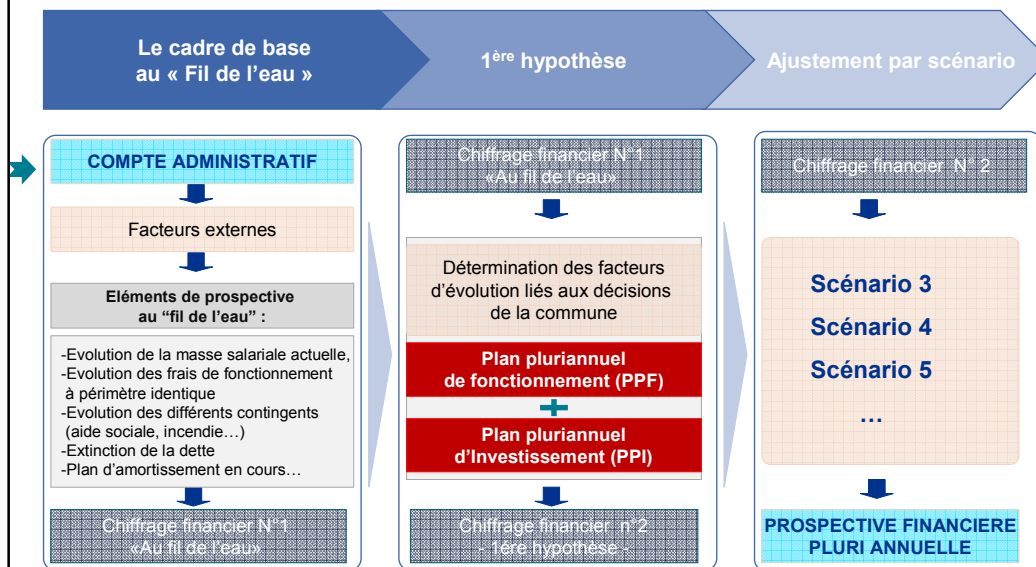 Le cadre de base
au « Fil de l'eau »
1ère hypothèse
Ajustement par scénario
COMPTE ADMINISTRATIF
Facteurs externes
Eléments de prospective
au "fil de l'eau" :
-Evolution de la masse salariale actuelle,
-Evolution des frais de fonctionnement
à périmètre identique
-Evolution des différents contingents
(aide sociale, incendie…)
-Extinction de la dette
-Plan d'amortissement en cours…
Chiffrage financier N°1
«Au fil de l'eau»
Chiffrage financier N°1
«Au fil de l'eau»
Détermination des facteurs
d'évolution liés aux décisions
de la commune
Plan pluriannuel
de fonctionnement (PPF)
+
Plan pluriannuel
d'Investissement (PPI)
Chiffrage financier n°2
- 1ére hypothèse -
Chiffrage financier N° 2
Scénario 3
Scénario 4
Scénario 5
…
PROSPECTIVE FINANCIERE
PLURI ANNUELLE